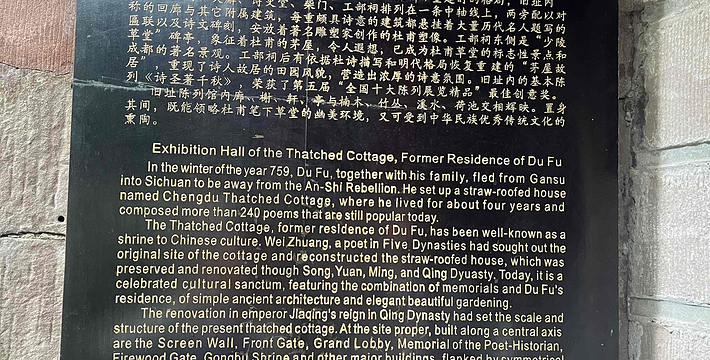 称的回廊与其它附属建筑，每重颇具诗意的建筑都悬挂着大量历代名人题写的
匾联以及诗文碑刻，安放着著名雕塑家创作的杜甫塑像。工部祠东侧是“少陵
草堂”碑亭，象征着杜甫的茅屋，令人遐想，已成为杜甫草堂的标志性景点和
成都的著名景观。工部祠后有依据杜诗描写和明代格局恢复重建的“茅屋故
居”，重现了诗人故居的田园风貌，营造出浓厚的诗意氛围。旧址内的基本陈
列《诗圣著千秋》，荣获了第五届“全国十大陈列展览精品”最佳创意奖。
旧址陈列馆内廊、榭、轩、亭与楠木、竹丛、溪水、荷池交相辉映。置身
其间，既能领略杜甫笔下草堂的幽美环境，又可受到中华民族优秀传统文化的
熏陶。
Exhibition Hall of the Thatched Cottage, Former Residence of Du Fu
In the winter of the year 759, Du Fu, together with his family, fled from Gansu
into Sichuan to be away from the An-Shi Rebellion. He set up a straw-roofed house
named Chengdu Thatched Cottage, where he lived for about four years and
composed more than 240 poems that are still popular today.
The Thatched Cottage, former residence of Du Fu, has been well-known as a
shrine to Chinese culture. Wei Zhuang, a poet in Five Dynasties had sought out the
original site of the cottage and reconstructed the straw-roofed house, which was
preserved and renovated though Song, Yuan, Ming, and Qing Dyuasty. Today, it is a
celebrated cultural sanctum, featuring the combination of memorials and Du Fu's
residence, of simple ancient architecture and elegant beautiful gardening.
The renovation in emperor Jiaqing's reign in Qing Dynasty had set the scale and
structure of the present thatched cottage. At the site proper, built along a central axis
are the Screen Wall, Front Gate, Grand Lobby, Memorial of the Poet-Historian,
Firewood Gate, Gongbu Shrine and other major buildings, flanked by symmetrical